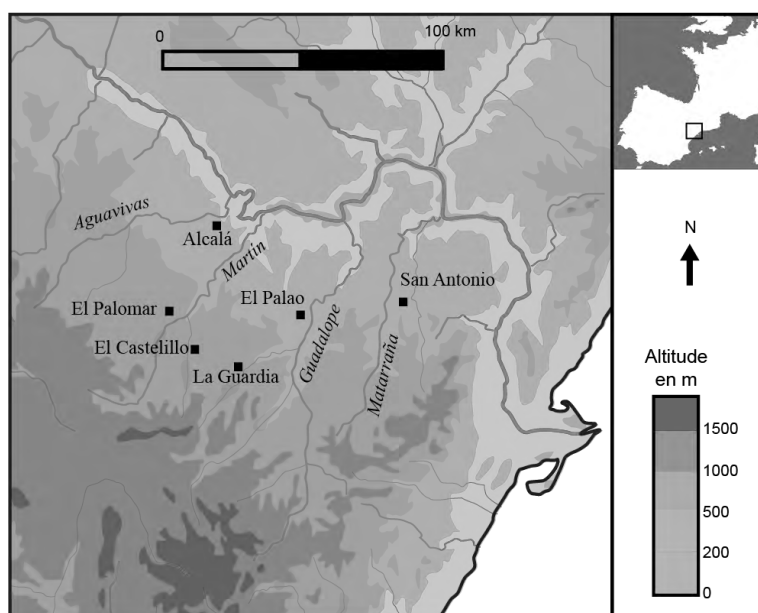 0
100 km
Aguavivas
Alcalá
Martin
El Palomar
El Palao
San Antonio
El Castelillo
La Guardia
Guadalope
Matarraña
N
Altitude
en m
1500
1000
500
200
0